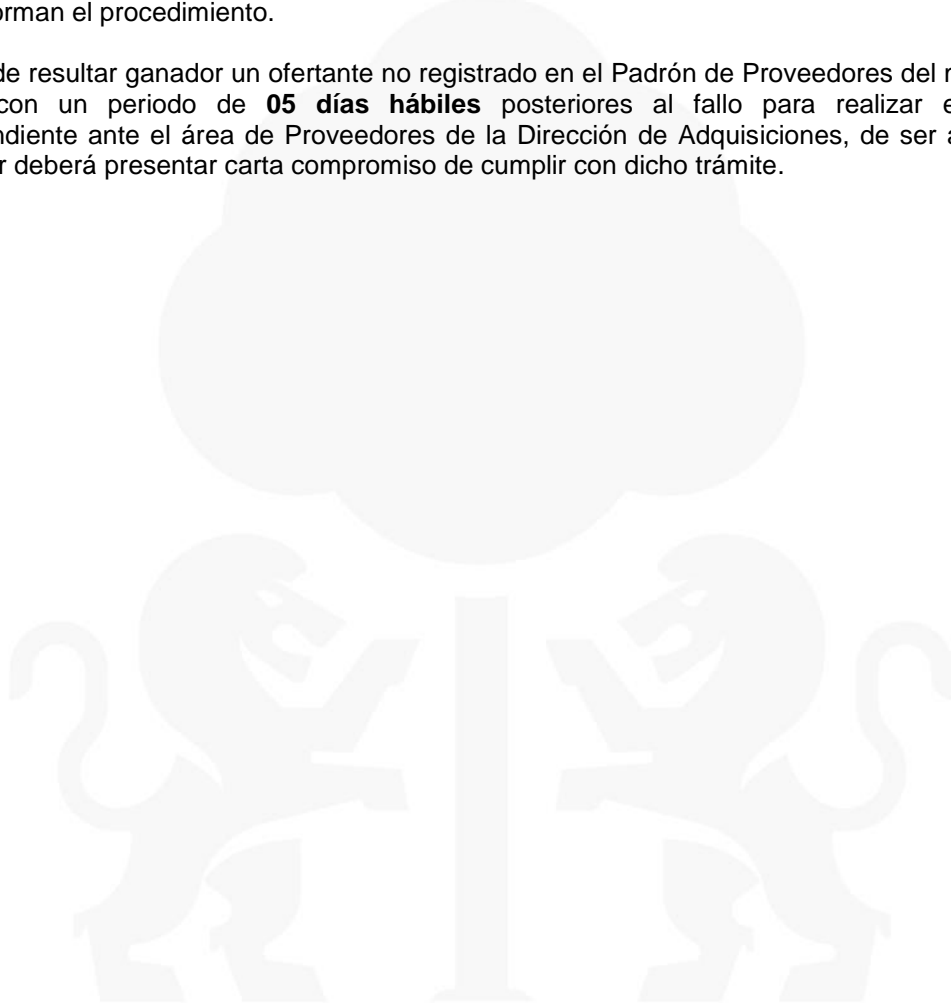 orman el procedimiento.
de resultar ganador un ofertante no registrado en el Padrón de Proveedores del
con un periodo de 05 días hábiles posteriores al fallo para realizar
ndiente ante el área de Proveedores de la Dirección de Adquisiciones, de ser
r deberá presentar carta compromiso de cumplir con dicho trámite.